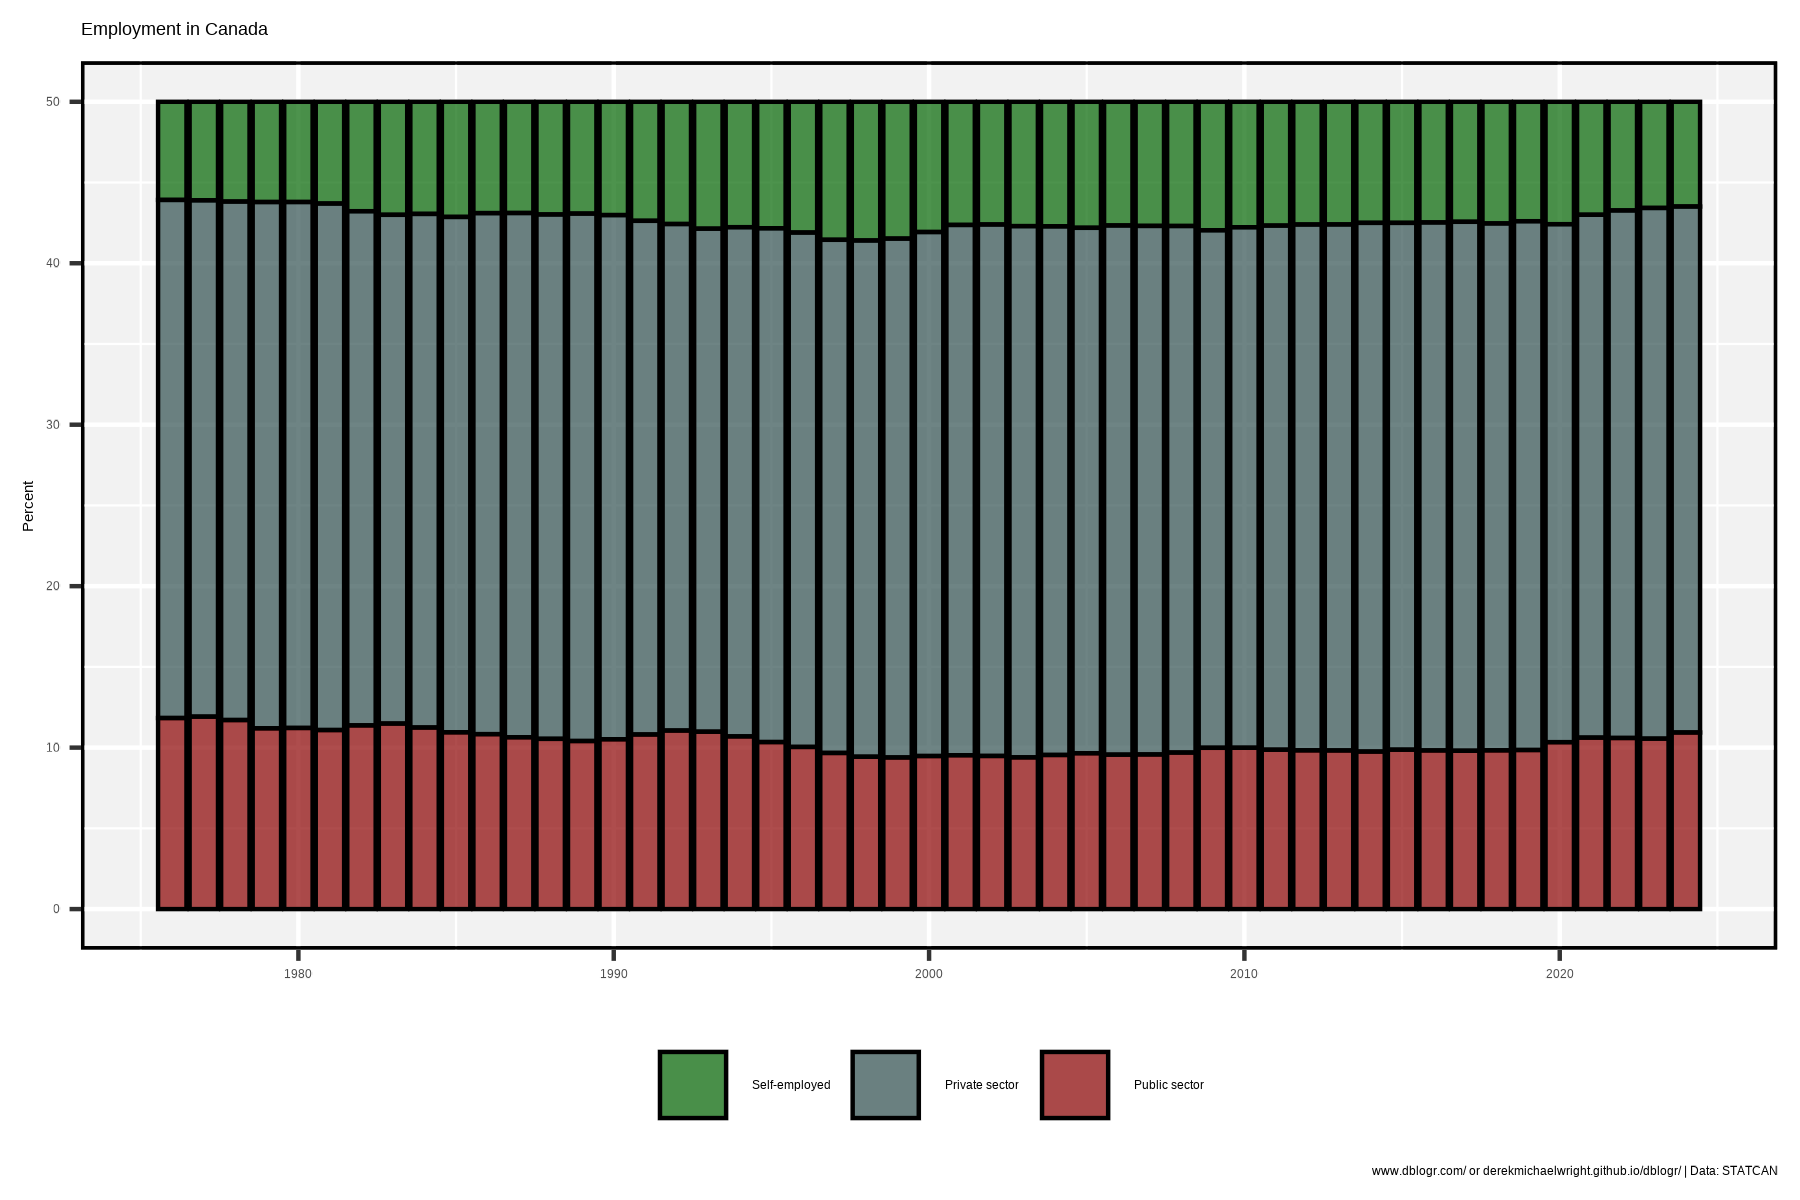 Employment in Canada
Percent
50
40
30
20
10
0
1980 1990 2000 2010 2020
Self-employed Private sector Public sector
www.dblogr.com/ or derekmichaelwright.github.io/dblogr/ | Data: STATCAN